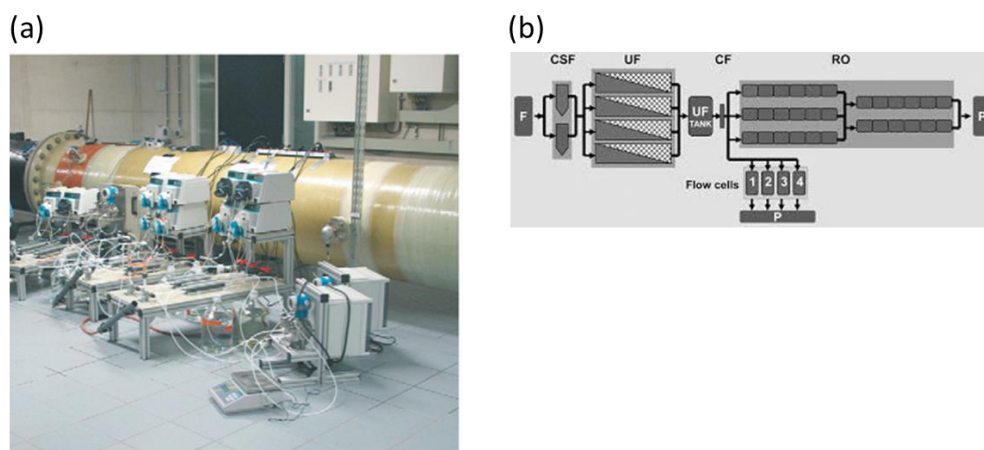 (a)
(b)
CSF UF CF RO
F
UF
TANK
P
Flow cells 1 2 3 4
P